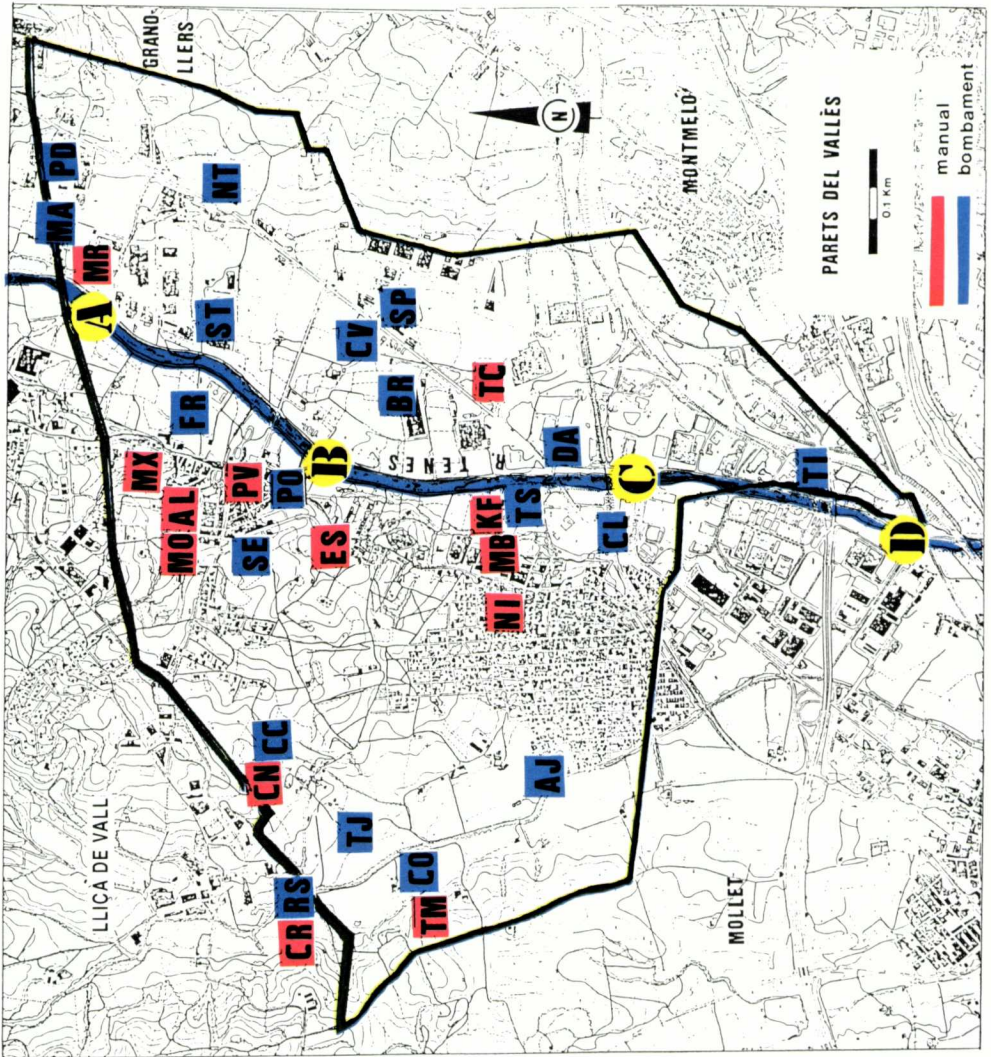 GRANO-
LLERS
PD
MA
MR
A
NT
ST
FR
MX
MO AL
PV
PO
SE
B
ES
LLIÇA DE VALL
CC
CN
RS
CR
TJ
CO
TM
AJ
CV
SP
BR
TC
R. TENES
KF
MB
NI
TS
DA
C
CL
TI
D
N
MONTMELÓ
MOLLET
PARETS DEL VALLÈS
0.1 Km
manual
bombament